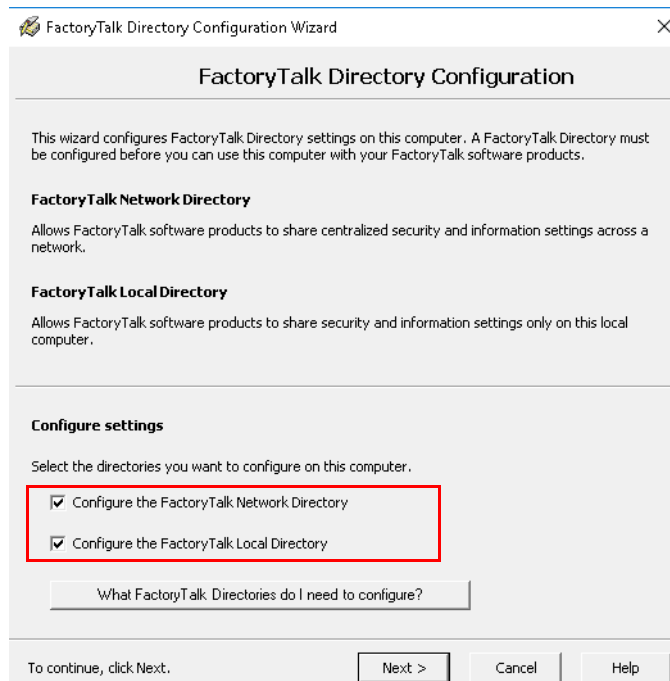 FactoryTalk Directory Configuration Wizard
FactoryTalk Directory Configuration
This wizard configures FactoryTalk Directory settings on this computer. A FactoryTalk Directory must
be configured before you can use this computer with your FactoryTalk software products.
FactoryTalk Network Directory
Allows FactoryTalk software products to share centralized security and information settings across a
network.
FactoryTalk Local Directory
Allows FactoryTalk software products to share security and information settings only on this local
computer.
Configure settings
Select the directories you want to configure on this computer.
Configure the FactoryTalk Network Directory
Configure the FactoryTalk Local Directory
What FactoryTalk Directories do I need to configure?
To continue, click Next.
Next >
Cancel
Help